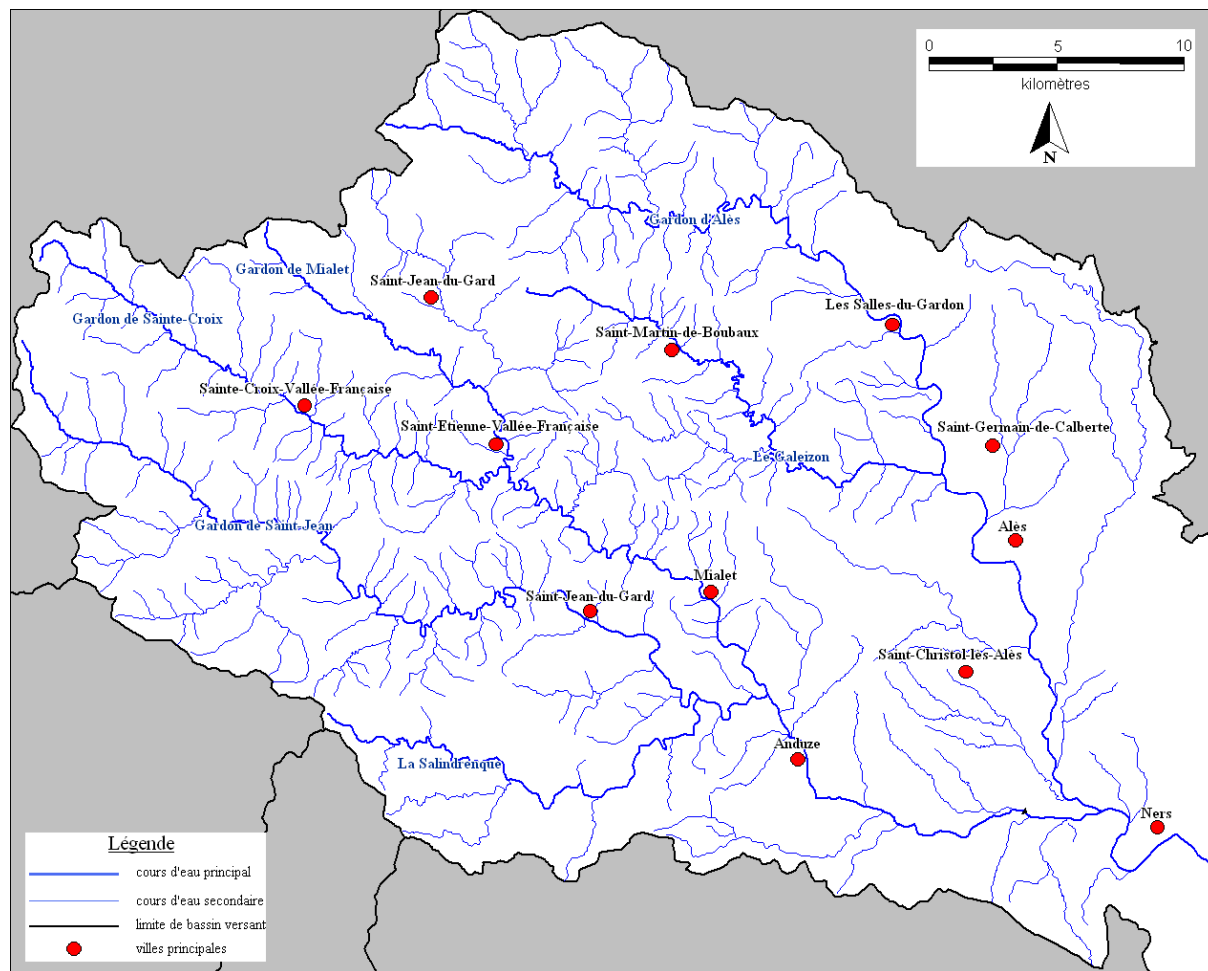 0 5 10
kilomètres
N
Gardon d'Alès
Gardon de Mialet
Saint-Jean-du-Gard
Les Salles-du-Gardon
Gardon de Sainte-Croix
Saint-Martin-de-Boubaux
Sainte-Croix-Vallée-Française
Saint-Etienne-Vallée-Française
Saint-Germain-de-Calberte
Le Galeizon
Gardon de Saint-Jean
Alès
Mialet
Saint-Jean-du-Gard
Saint-Christol-lès-Alès
Anduze
La Salindrenque
Ners
Légende
cours d'eau principal
cours d'eau secondaire
limite de bassin versant
villes principales